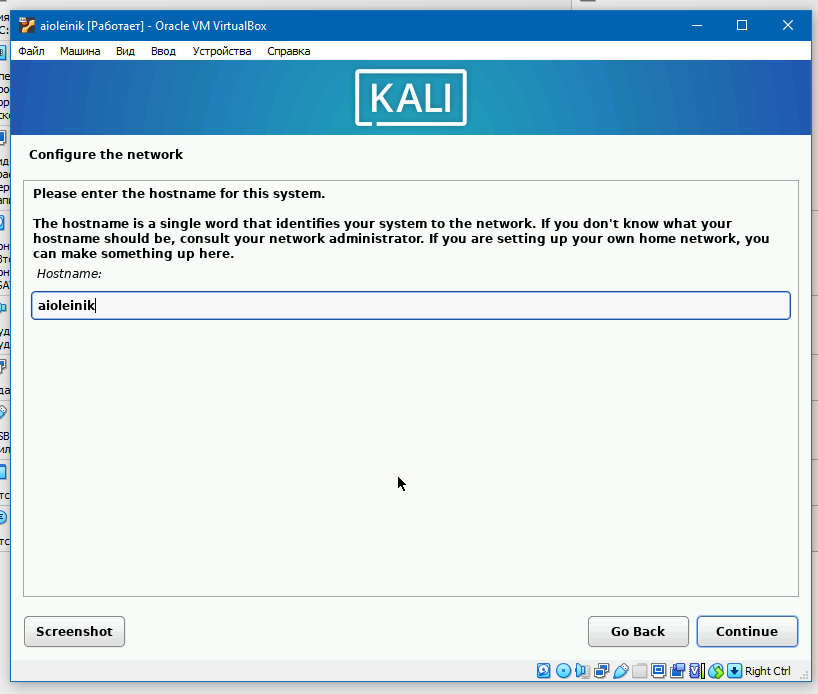 aioleinik [Работает] - Oracle VM VirtualBox
Файл Машина Вид Ввод Устройства Справка
KALI
Configure the network
Please enter the hostname for this system.
The hostname is a single word that identifies your system to the network. If you don't know what your
hostname should be, consult your network administrator. If you are setting up your own home network, you
can make something up here.
Hostname:
aioleinik
Screenshot
Go Back
Continue
Right Ctrl